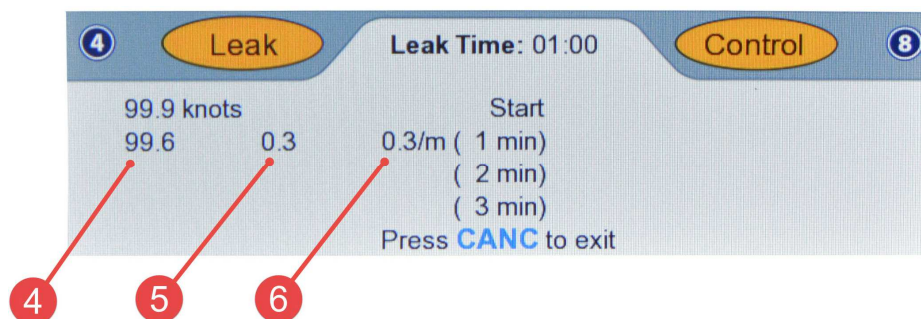 4 Leak Leak Time: 01:00 Control 8
99.9 knots Start
99.6 0.3 0.3/m ( 1 min)
( 2 min)
( 3 min)
Press CANC to exit
4 5 6